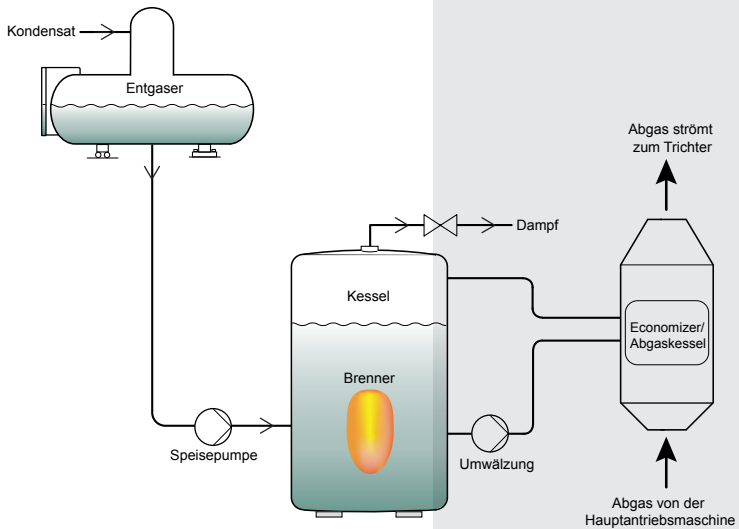 Kondensat
Entgaser
Abgas strömt
zum Trichter
Dampf
Kessel
Economizer/
Abgaskessel
Brenner
Speisepumpe
Umwälzung
Abgas von der
Hauptantriebsmaschine